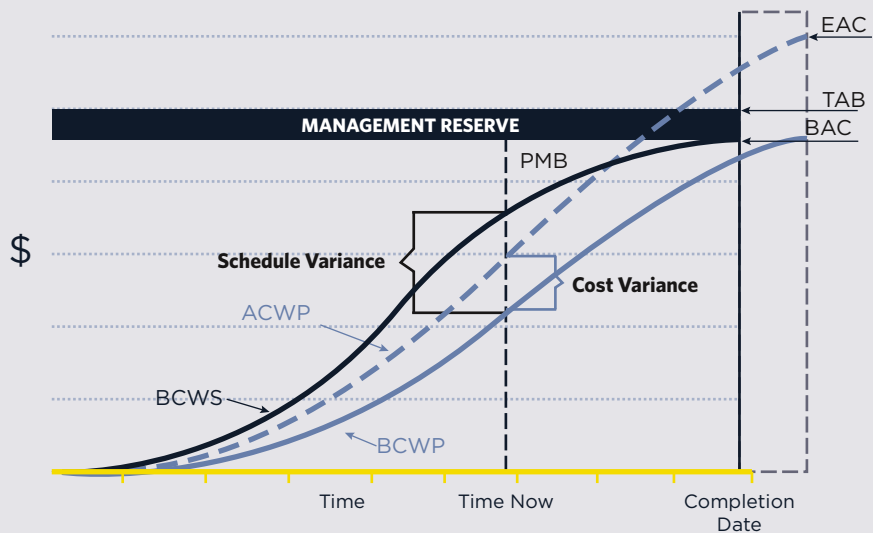 EAC
TAB
MANAGEMENT RESERVE
BAC
PMB
$
Schedule Variance
Cost Variance
ACWP
BCWS
BCWP
Time
Time Now
Completion
Date